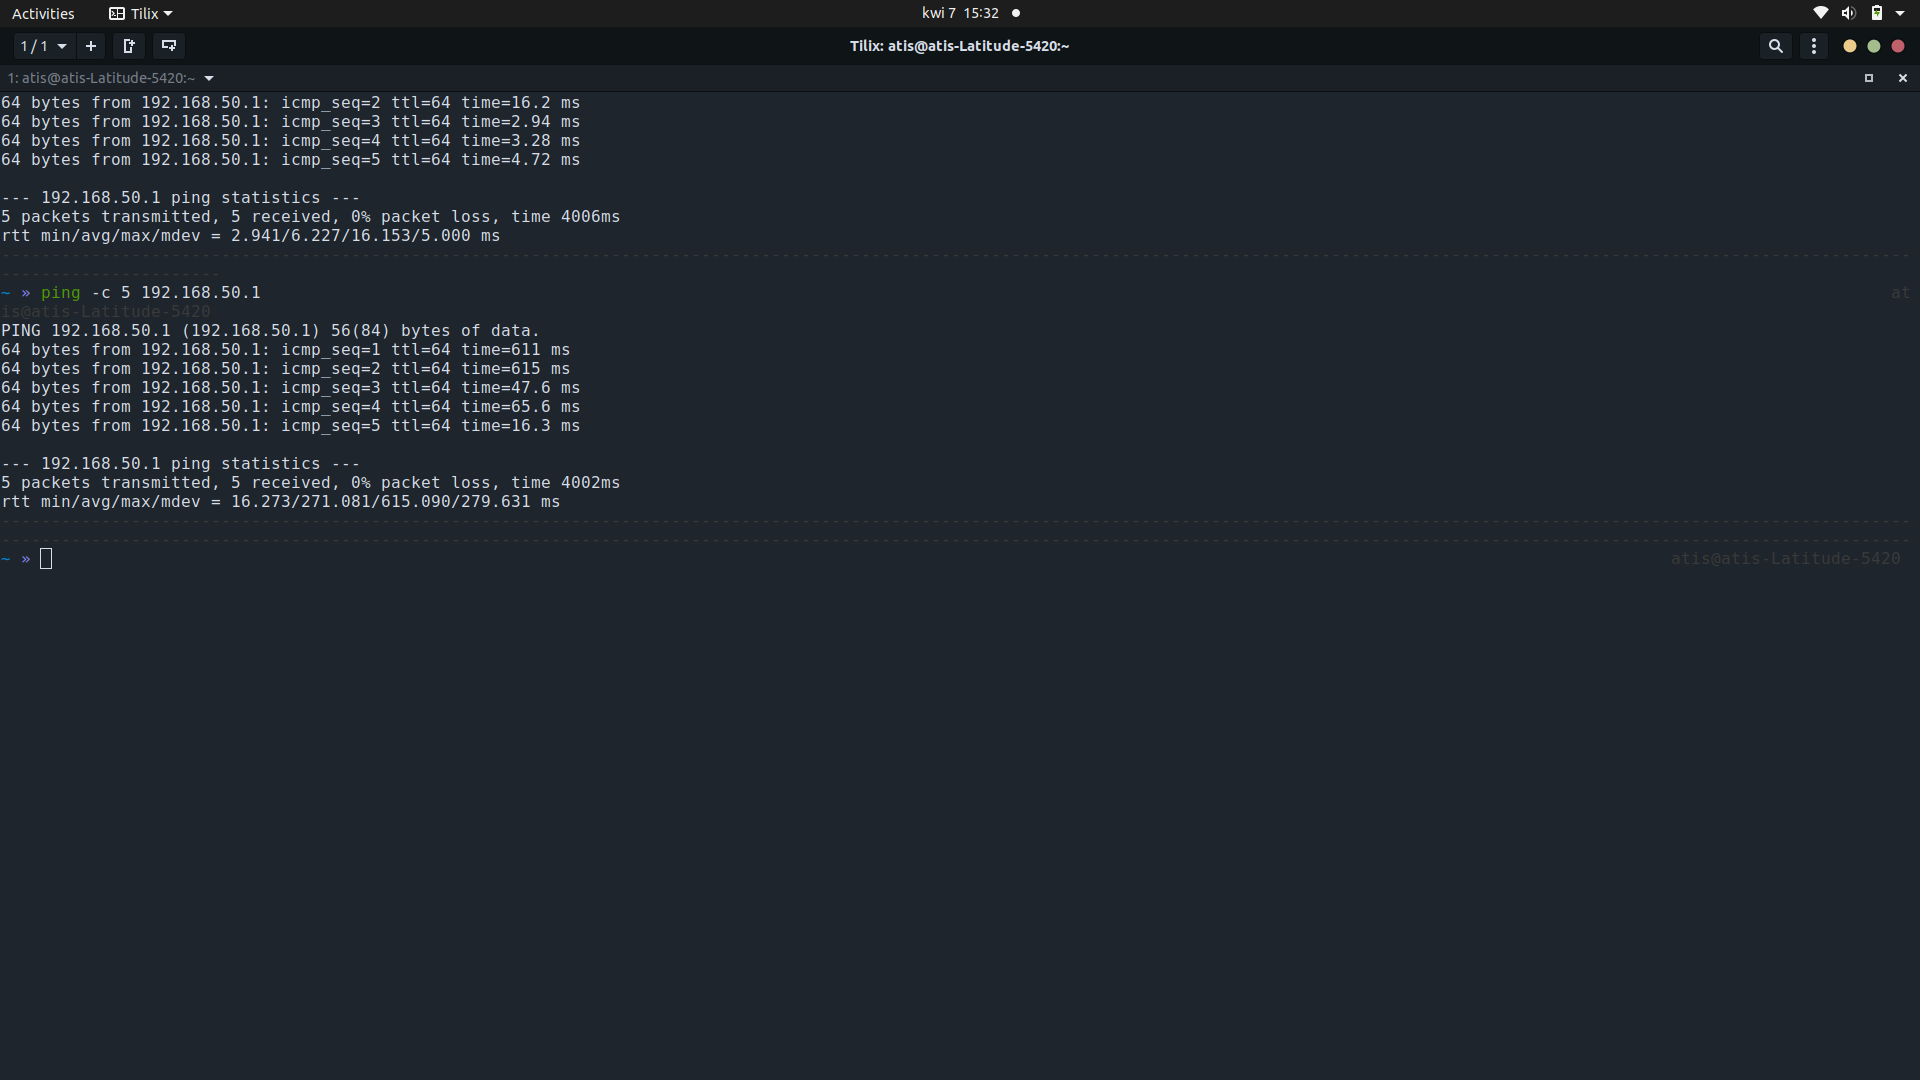 Activities Tilix kwi 7 15:32
1 / 1 Tilix: atis@atis-Latitude-5420:~
1: atis@atis-Latitude-5420:~
64 bytes from 192.168.50.1: icmp_seq=2 ttl=64 time=16.2 ms
64 bytes from 192.168.50.1: icmp_seq=3 ttl=64 time=2.94 ms
64 bytes from 192.168.50.1: icmp_seq=4 ttl=64 time=3.28 ms
64 bytes from 192.168.50.1: icmp_seq=5 ttl=64 time=4.72 ms
--- 192.168.50.1 ping statistics ---
5 packets transmitted, 5 received, 0% packet loss, time 4006ms
rtt min/avg/max/mdev = 2.941/6.227/16.153/5.000 ms
~ » ping -c 5 192.168.50.1 at
is@atis-Latitude-5420
PING 192.168.50.1 (192.168.50.1) 56(84) bytes of data.
64 bytes from 192.168.50.1: icmp_seq=1 ttl=64 time=611 ms
64 bytes from 192.168.50.1: icmp_seq=2 ttl=64 time=615 ms
64 bytes from 192.168.50.1: icmp_seq=3 ttl=64 time=47.6 ms
64 bytes from 192.168.50.1: icmp_seq=4 ttl=64 time=65.6 ms
64 bytes from 192.168.50.1: icmp_seq=5 ttl=64 time=16.3 ms
--- 192.168.50.1 ping statistics ---
5 packets transmitted, 5 received, 0% packet loss, time 4002ms
rtt min/avg/max/mdev = 16.273/271.081/615.090/279.631 ms
~ » atis@atis-Latitude-5420